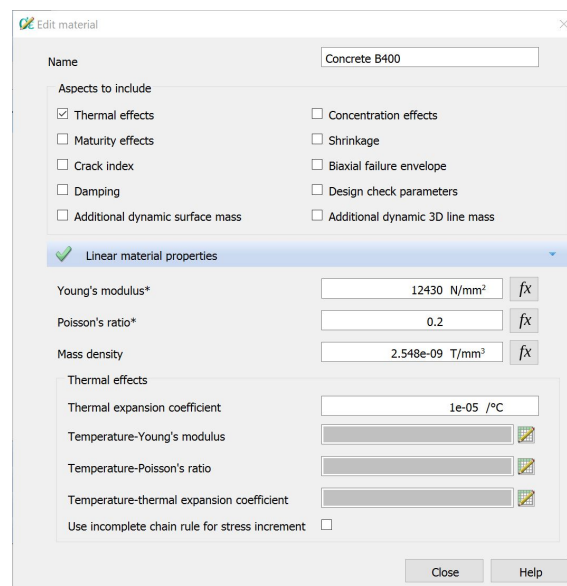 Edit material
Name Concrete B400
Aspects to include
Thermal effects Concentration effects
Maturity effects Shrinkage
Crack index Biaxial failure envelope
Damping Design check parameters
Additional dynamic surface mass Additional dynamic 3D line mass
Linear material properties
Young's modulus* 12430 N/mm² fx
Poisson's ratio* 0.2 fx
Mass density 2.548e-09 T/mm³ fx
Thermal effects
Thermal expansion coefficient 1e-05 /°C
Temperature-Young's modulus
Temperature-Poisson's ratio
Temperature-thermal expansion coefficient
Use incomplete chain rule for stress increment
Close Help